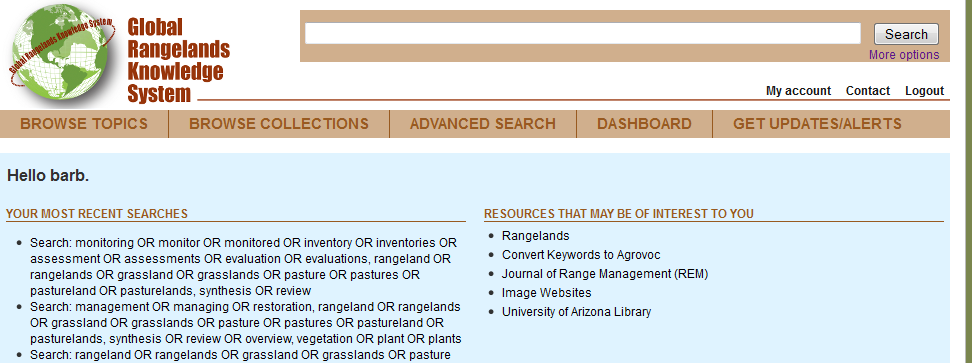 Global Rangelands Knowledge System
Global
Rangelands
Knowledge
System
Search
More options
My account Contact Logout
BROWSE TOPICS BROWSE COLLECTIONS ADVANCED SEARCH DASHBOARD GET UPDATES/ALERTS
Hello barb.
YOUR MOST RECENT SEARCHES
Search: monitoring OR monitor OR monitored OR inventory OR inventories OR
assessment OR assessments OR evaluation OR evaluations, rangeland OR
rangelands OR grassland OR grasslands OR pasture OR pastures OR
pastureland OR pasturelands, synthesis OR review
Search: management OR managing OR restoration, rangeland OR rangelands
OR grassland OR grasslands OR pasture OR pastures OR pastureland OR
pasturelands, synthesis OR review OR overview, vegetation OR plant OR plants
Search: rangeland OR rangelands OR grassland OR grasslands OR pasture
RESOURCES THAT MAY BE OF INTEREST TO YOU
Rangelands
Convert Keywords to Agrovoc
Journal of Range Management (REM)
Image Websites
University of Arizona Library